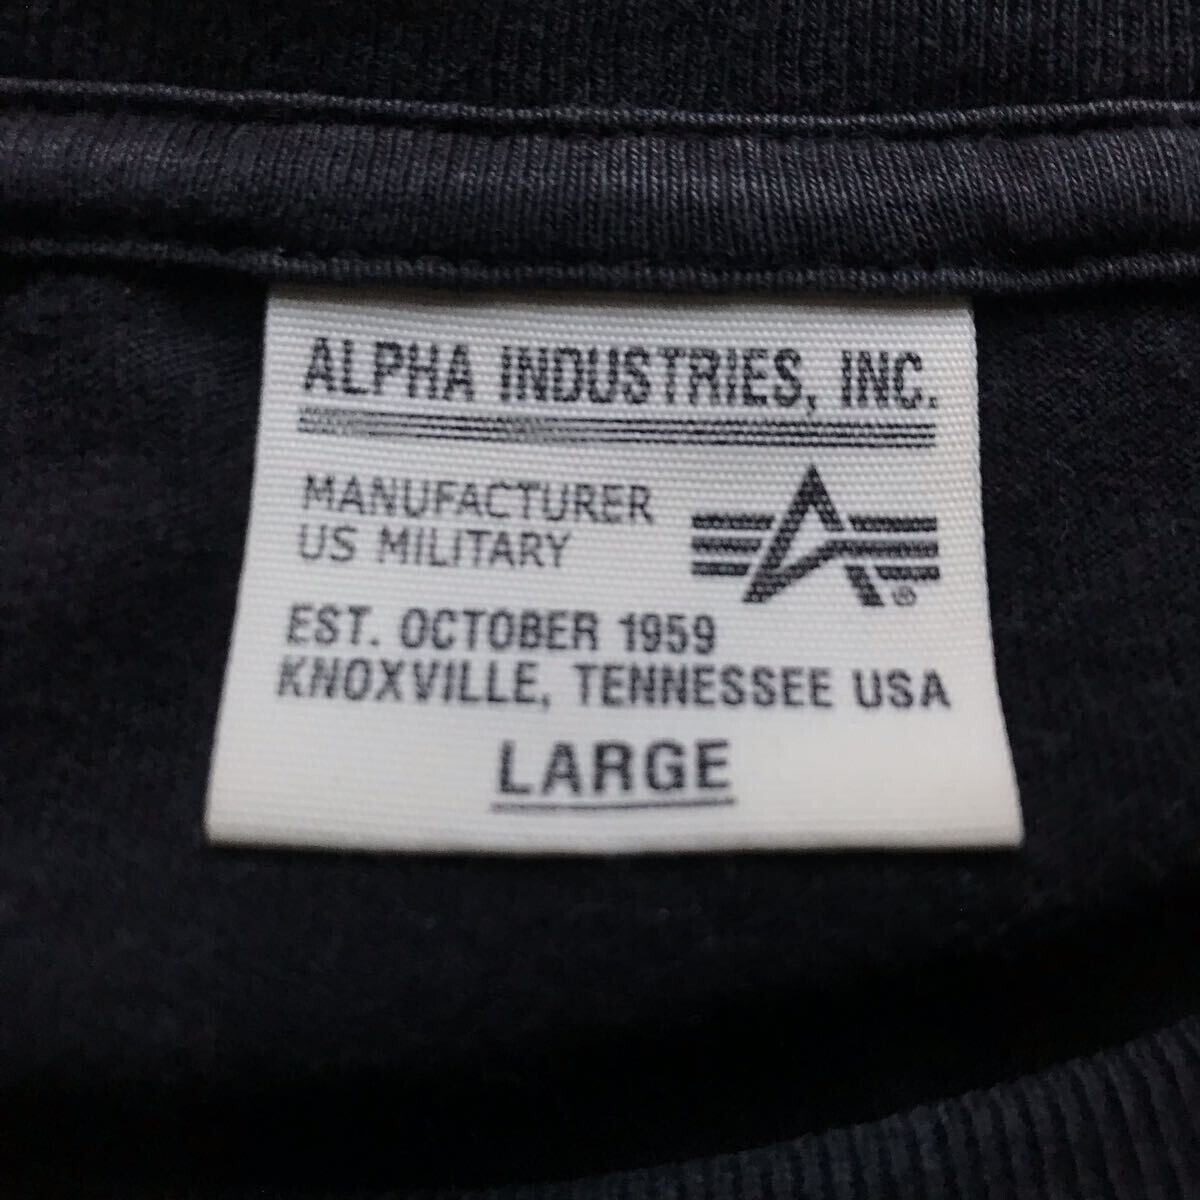 ALPHA INDUSTRIES, INC.
MANUFACTURER
US MILITARY
®
EST. OCTOBER 1959
KNOXVILLE, TENNESSEE USA
LARGE